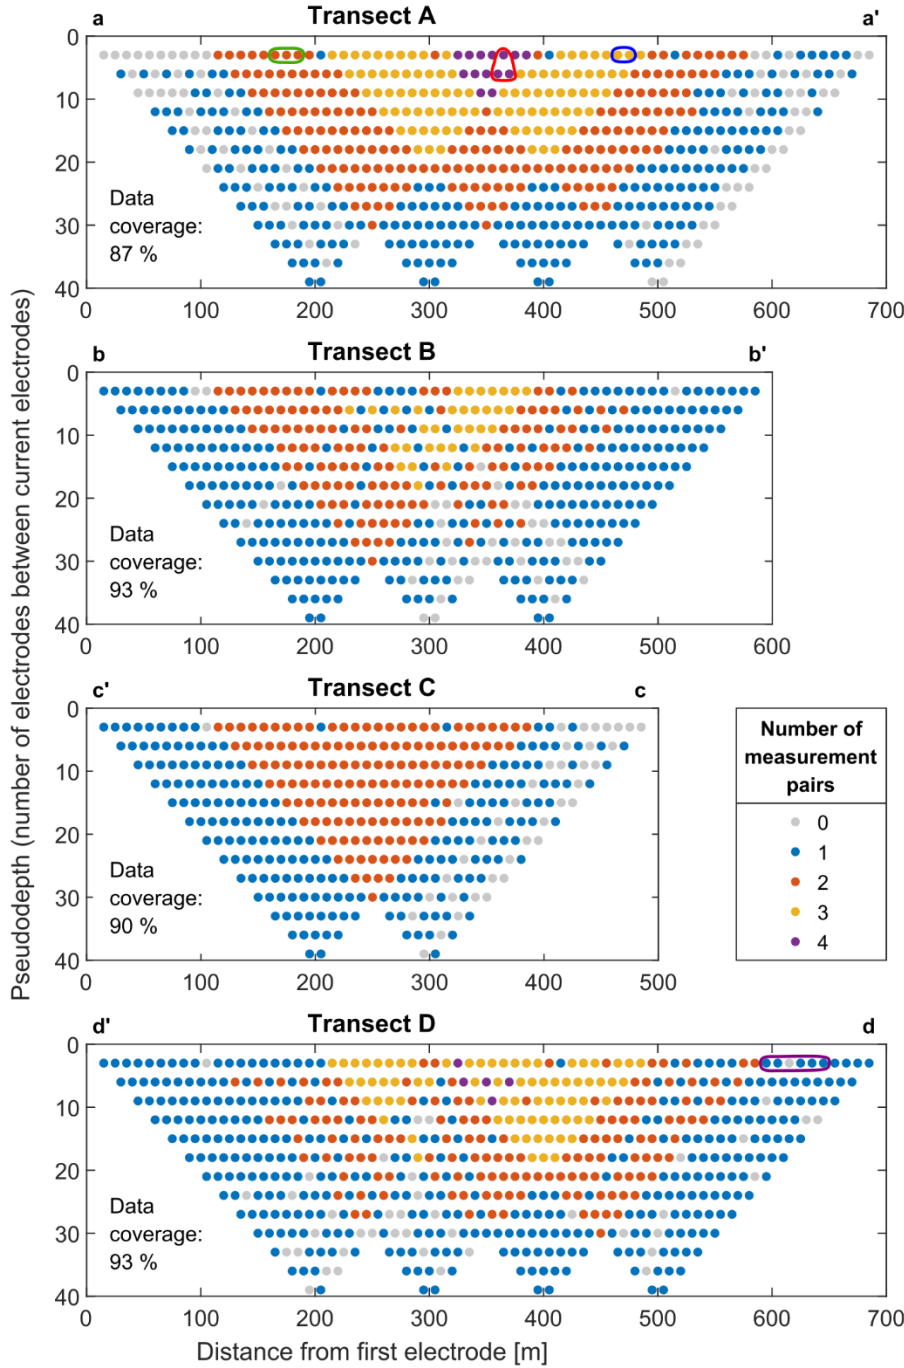 a Transect A a'
0
10
20
30
40
Data
coverage:
87 %
0 100 200 300 400 500 600 700
b Transect B b'
0
10
20
30
40
Data
coverage:
93 %
0 100 200 300 400 500 600
Pseudodepth (number of electrodes between current electrodes)
c' Transect C c
0
10
20
30
40
Data
coverage:
90 %
0 100 200 300 400 500
Number of
measurement
pairs
0
1
2
3
4
d' Transect D d
0
10
20
30
40
Data
coverage:
93 %
0 100 200 300 400 500 600 700
Distance from first electrode [m]